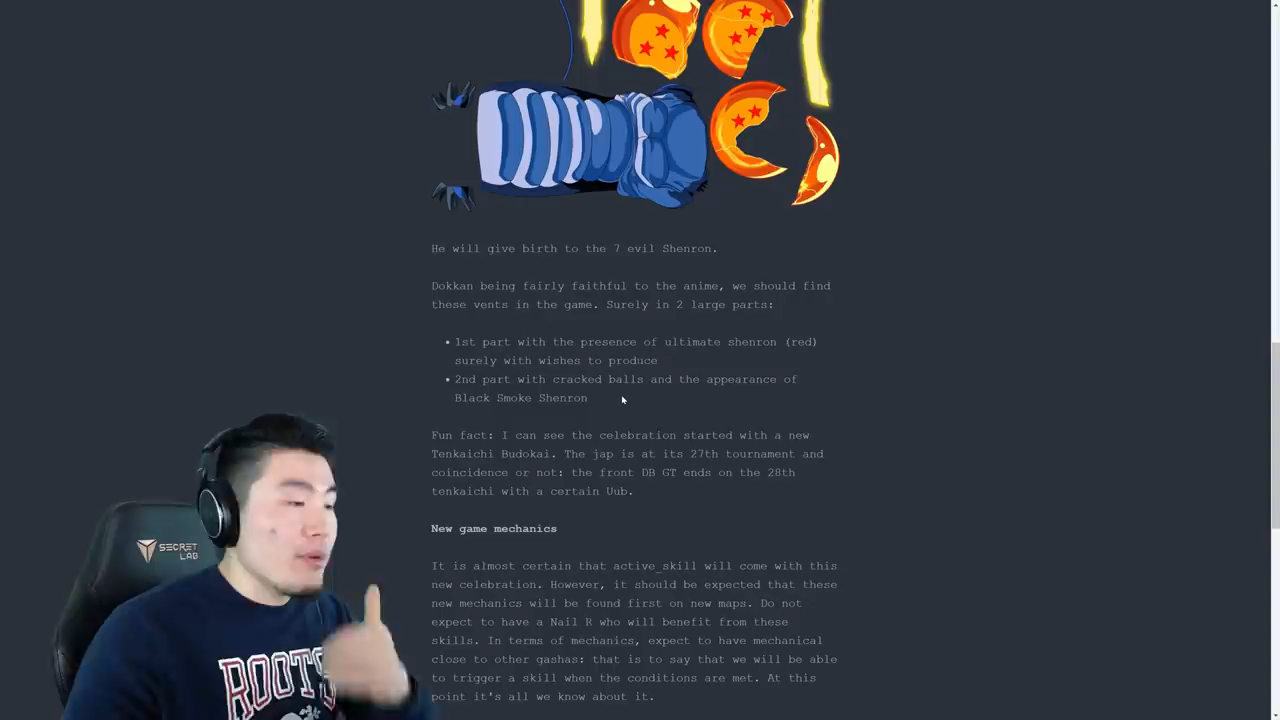 He will give birth to the 7 evil Shenron.
Dokkan being fairly faithful to the anime, we should find
these vents in the game. Surely in 2 large parts:
• 1st part with the presence of ultimate shenron (red)
surely with wishes to produce
• 2nd part with cracked balls and the appearance of
Black Smoke Shenron
Fun fact: I can see the celebration started with a new
Tenkaichi Budokai. The jap is at its 27th tournament and
coincidence or not: the front DB GT ends on the 28th
tenkaichi with a certain Uub.
New game mechanics
It is almost certain that active_skill will come with this
new celebration. However, it should be expected that these
new mechanics will be found first on new maps. Do not
expect to have a Nail R who will benefit from these
skills. In terms of mechanics, expect to have mechanical
close to other gashas: that is to say that we will be able
to trigger a skill when the conditions are met. At this
point it's all we know about it.
SECRET
LAB
ROOTS